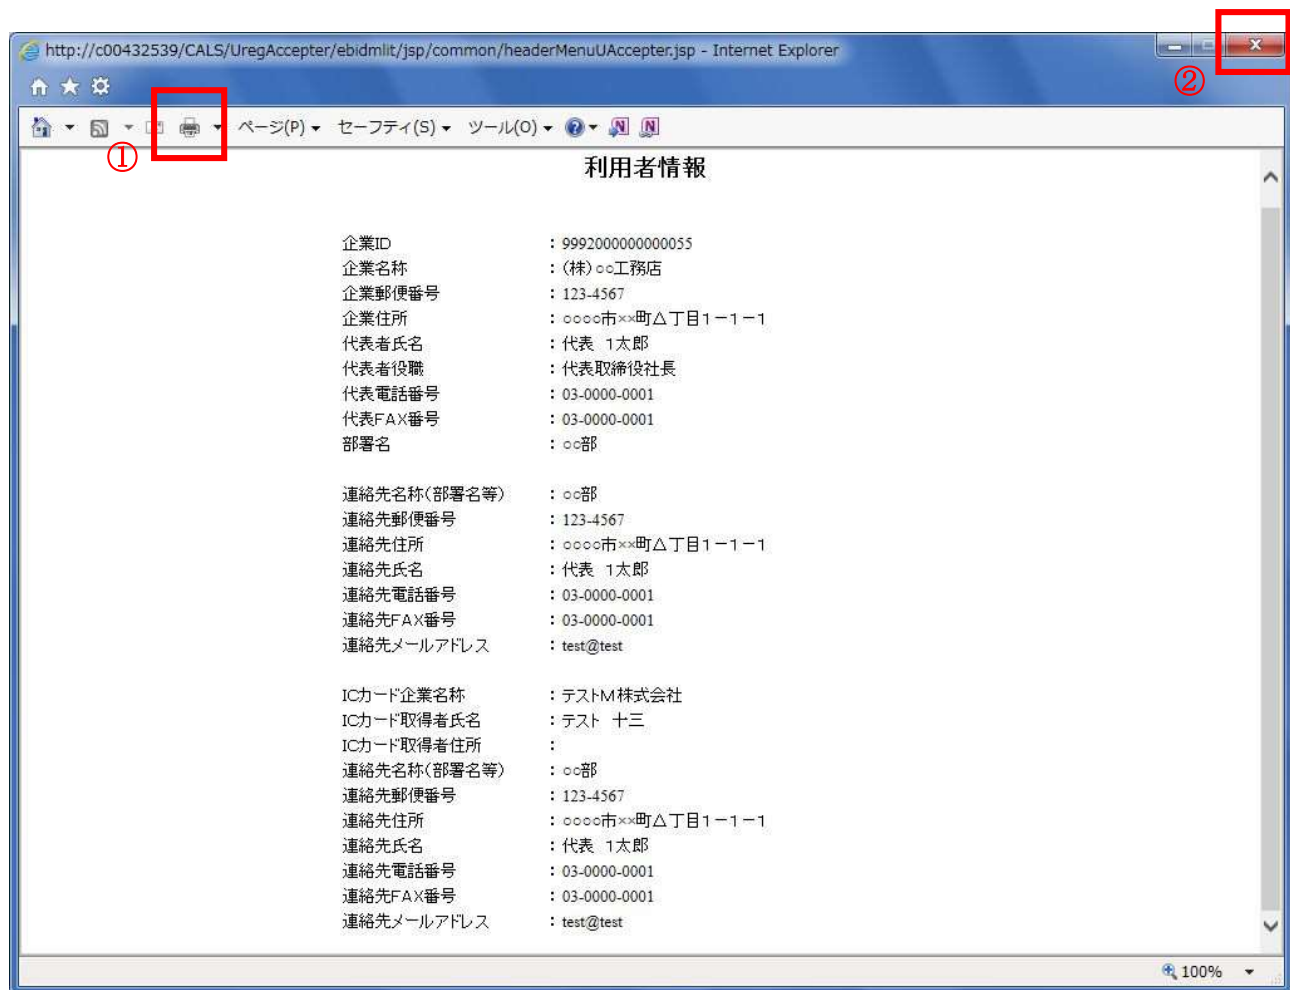 http://c00432539/CALS/UregAccepter/ebidmlit/jsp/common/headerMenuUAccepter.jsp - Internet Explorer
②
ページ(P) セーフティ(S) ツール(O)
①
利用者情報
企業ID : 9992000000000055
企業名称 : (株)○○工務店
企業郵便番号 : 123-4567
企業住所 : ○○○○市××町△丁目1-1-1
代表者氏名 : 代表 1太郎
代表者役職 : 代表取締役社長
代表電話番号 : 03-0000-0001
代表FAX番号 : 03-0000-0001
部署名 : ○○部
連絡先名称(部署名等) : ○○部
連絡先郵便番号 : 123-4567
連絡先住所 : ○○○○市××町△丁目1-1-1
連絡先氏名 : 代表 1太郎
連絡先電話番号 : 03-0000-0001
連絡先FAX番号 : 03-0000-0001
連絡先メールアドレス : test@test
ICカード企業名称 : テストM株式会社
ICカード取得者氏名 : テスト 十三
ICカード取得者住所 :
連絡先名称(部署名等) : ○○部
連絡先郵便番号 : 123-4567
連絡先住所 : ○○○○市××町△丁目1-1-1
連絡先氏名 : 代表 1太郎
連絡先電話番号 : 03-0000-0001
連絡先FAX番号 : 03-0000-0001
連絡先メールアドレス : test@test
100%